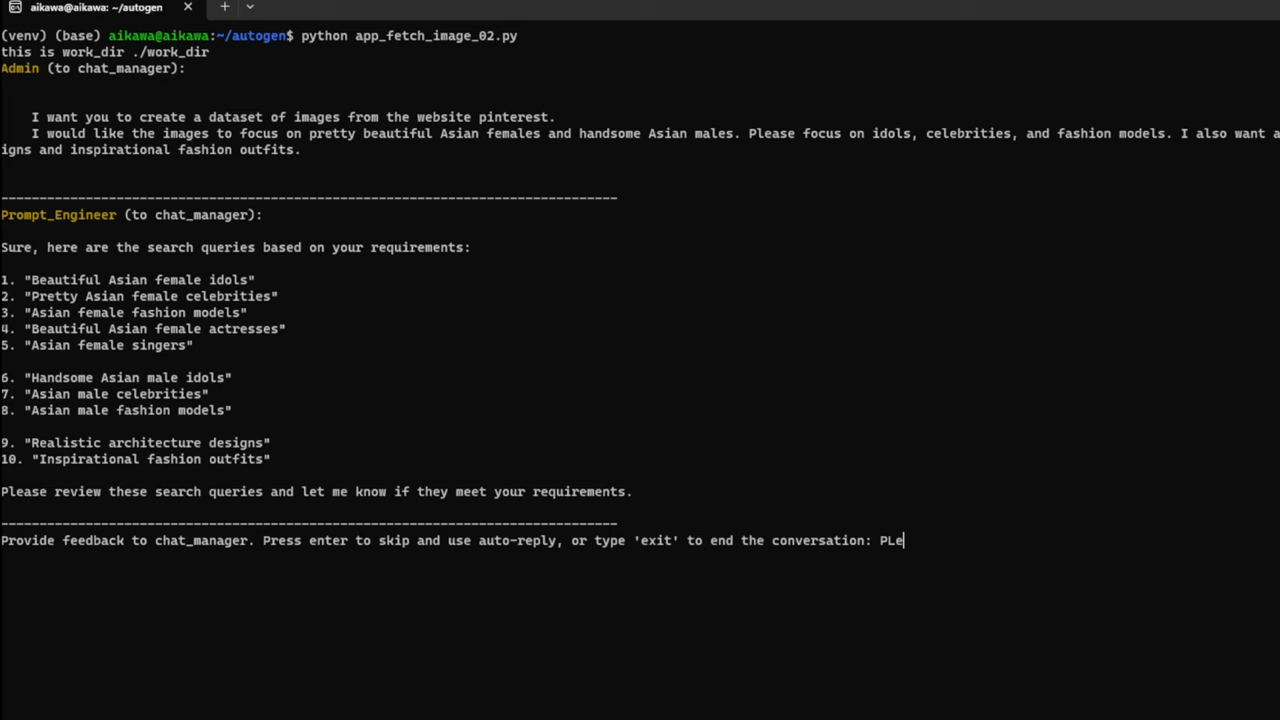 aikawa@aikawa: ~/autogen
(venv) (base) aikawa@aikawa:~/autogen$ python app_fetch_image_02.py
this is work_dir ./work_dir
Admin (to chat_manager):
I want you to create a dataset of images from the website pinterest.
I would like the images to focus on pretty beautiful Asian females and handsome Asian males. Please focus on idols, celebrities, and fashion models. I also want a
igns and inspirational fashion outfits.
--------------------------------------------------------------------------------
Prompt_Engineer (to chat_manager):
Sure, here are the search queries based on your requirements:
1. "Beautiful Asian female idols"
2. "Pretty Asian female celebrities"
3. "Asian female fashion models"
4. "Beautiful Asian female actresses"
5. "Asian female singers"
6. "Handsome Asian male idols"
7. "Asian male celebrities"
8. "Asian male fashion models"
9. "Realistic architecture designs"
10. "Inspirational fashion outfits"
Please review these search queries and let me know if they meet your requirements.
--------------------------------------------------------------------------------
Provide feedback to chat_manager. Press enter to skip and use auto-reply, or type 'exit' to end the conversation: PLe